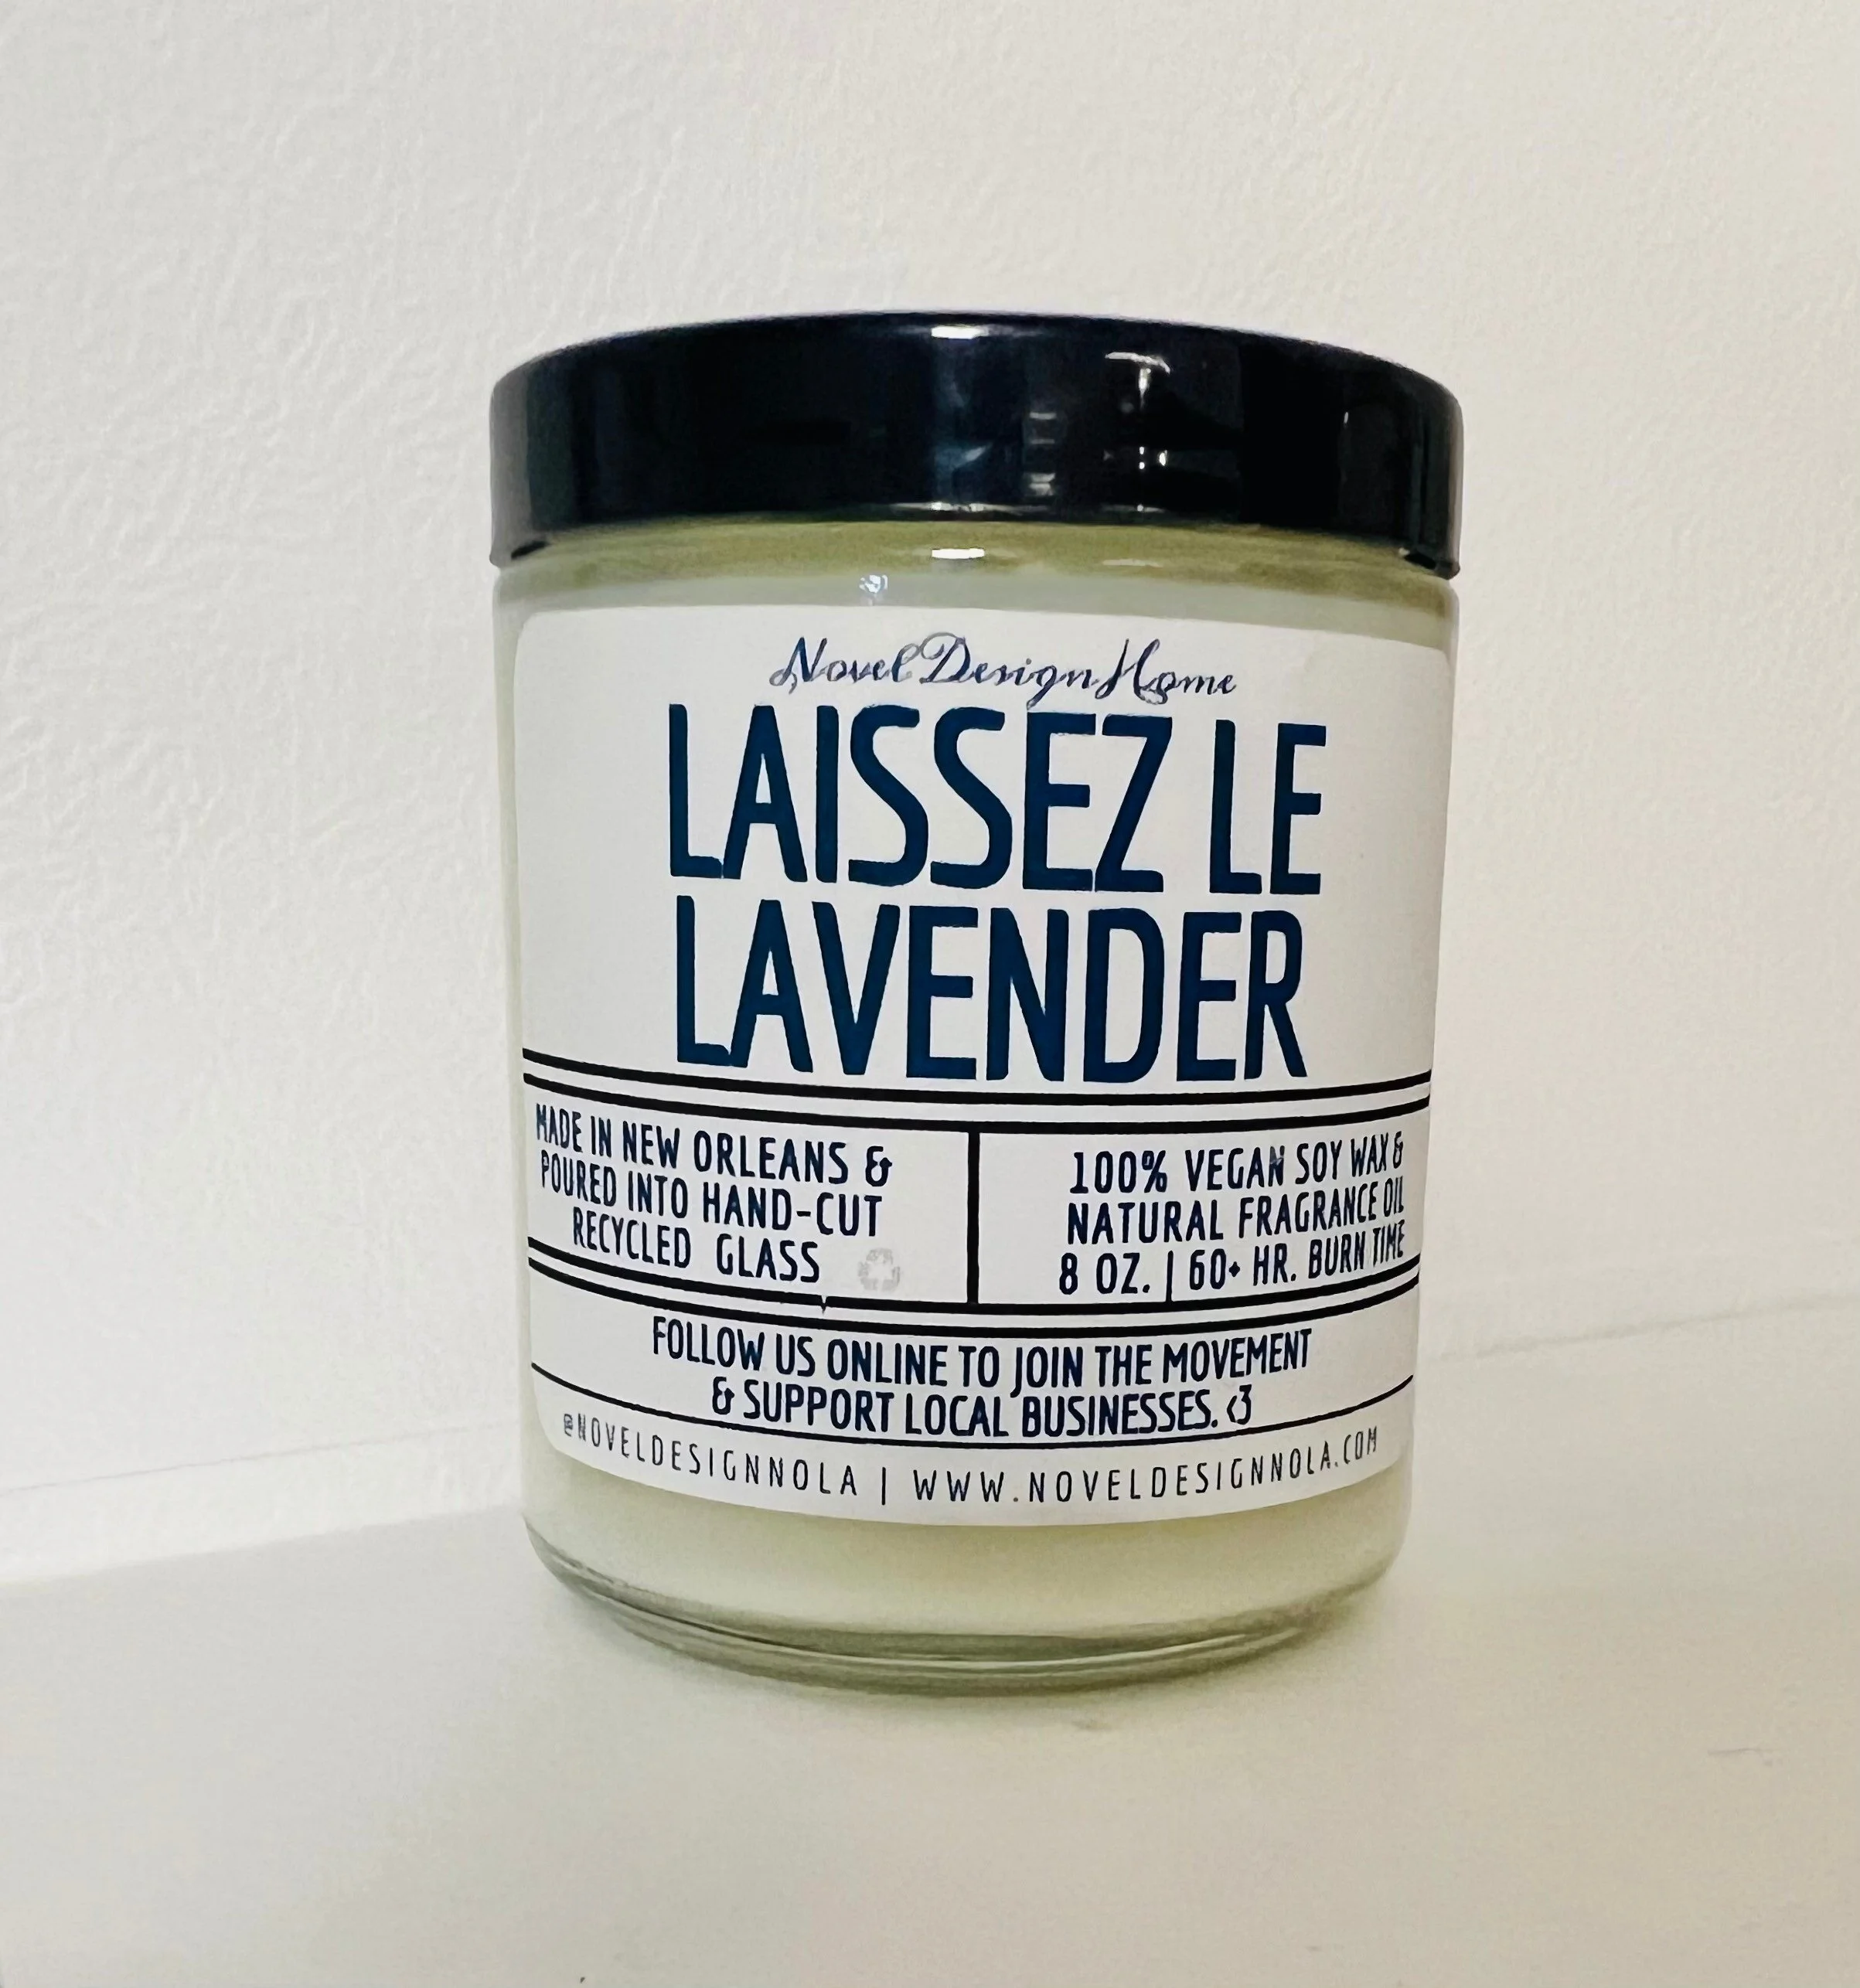 Novel Design Home
LAISSEZ LE
LAVENDER
MADE IN NEW ORLEANS &
POURED INTO HAND-CUT
RECYCLED GLASS
100% VEGAN SOY WAX &
NATURAL FRAGRANCE OIL
8 OZ. | 60+ HR. BURN TIME
FOLLOW US ONLINE TO JOIN THE MOVEMENT
& SUPPORT LOCAL BUSINESSES. <3
@NOVELDESIGNNOLA | WWW.NOVELDESIGNNOLA.COM